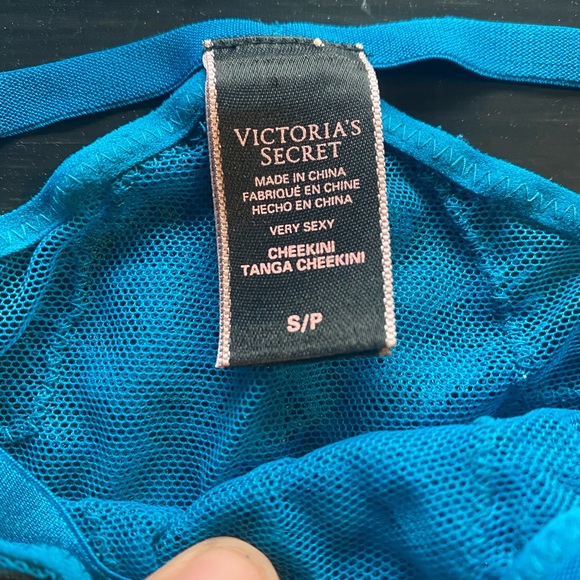 VICTORIA'S
SECRET
MADE IN CHINA
FABRIQUÉ EN CHINE
HECHO EN CHINA
VERY SEXY
CHEEKINI
TANGA CHEEKINI
S/P